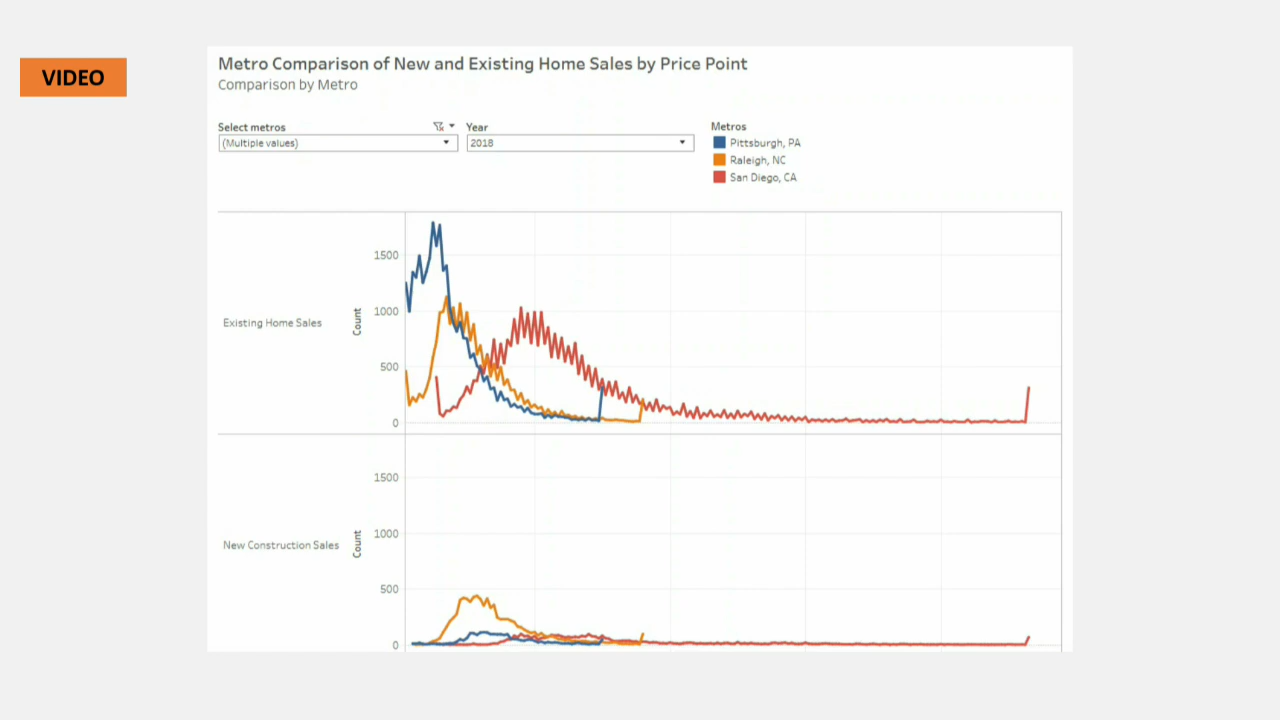 VIDEO
Metro Comparison of New and Existing Home Sales by Price Point
Comparison by Metro
Select metros
(Multiple values)
Year
2018
Metros
Pittsburgh, PA
Raleigh, NC
San Diego, CA
Existing Home Sales
Count
1500
1000
500
0
New Construction Sales
Count
1500
1000
500
0